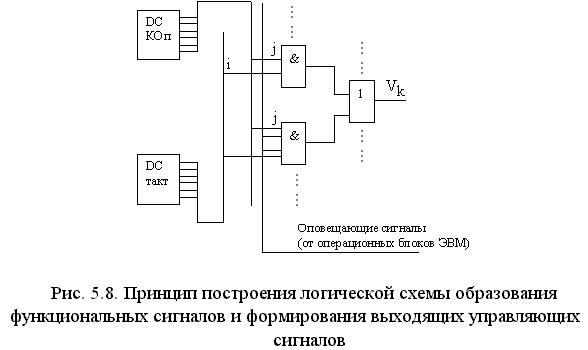 DC
КОп
j
&
i
1
Vk
j
&
DC
такт
Оповещающие сигналы
(от операционных блоков ЭВМ)
Рис. 5.8. Принцип построения логической схемы образования
функциональных сигналов и формирования выходящих управляющих
сигналов